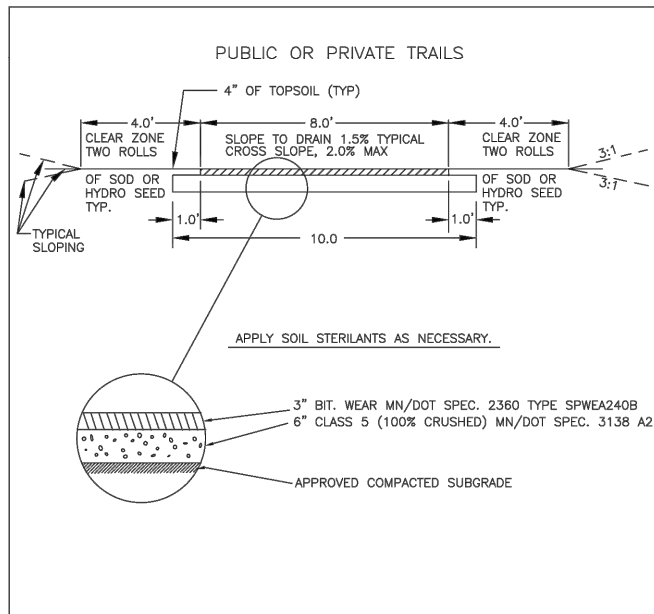 PUBLIC OR PRIVATE TRAILS
4" OF TOPSOIL (TYP)
4.0'
8.0'
4.0'
CLEAR ZONE
TWO ROLLS
SLOPE TO DRAIN 1.5% TYPICAL
CROSS SLOPE, 2.0% MAX
CLEAR ZONE
TWO ROLLS
3:1
3:1
OF SOD OR
HYDRO SEED
TYP.
OF SOD OR
HYDRO SEED
TYP.
1.0'
1.0'
TYPICAL
SLOPING
10.0
APPLY SOIL STERILANTS AS NECESSARY.
3" BIT. WEAR MN/DOT SPEC. 2360 TYPE SPWEA240B
6" CLASS 5 (100% CRUSHED) MN/DOT SPEC. 3138 A2
APPROVED COMPACTED SUBGRADE